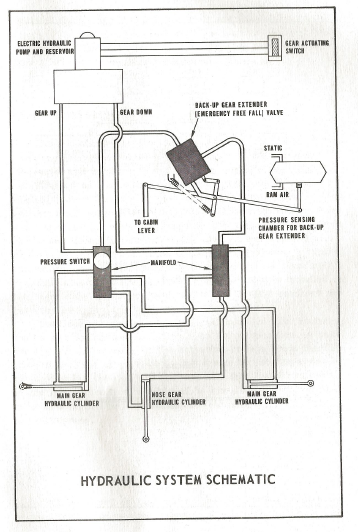 ELECTRIC HYDRAULIC
PUMP AND RESERVOIR
GEAR ACTUATING
SWITCH
GEAR UP
GEAR DOWN
BACK-UP GEAR EXTENDER
(EMERGENCY FREE FALL) VALVE
STATIC
RAM AIR
TO CABIN
LEVER
PRESSURE SENSING
CHAMBER FOR BACK-UP
GEAR EXTENDER
PRESSURE SWITCH
MANIFOLD
MAIN GEAR
HYDRAULIC CYLINDER
NOSE GEAR
HYDRAULIC CYLINDER
MAIN GEAR
HYDRAULIC CYLINDER
HYDRAULIC SYSTEM SCHEMATIC